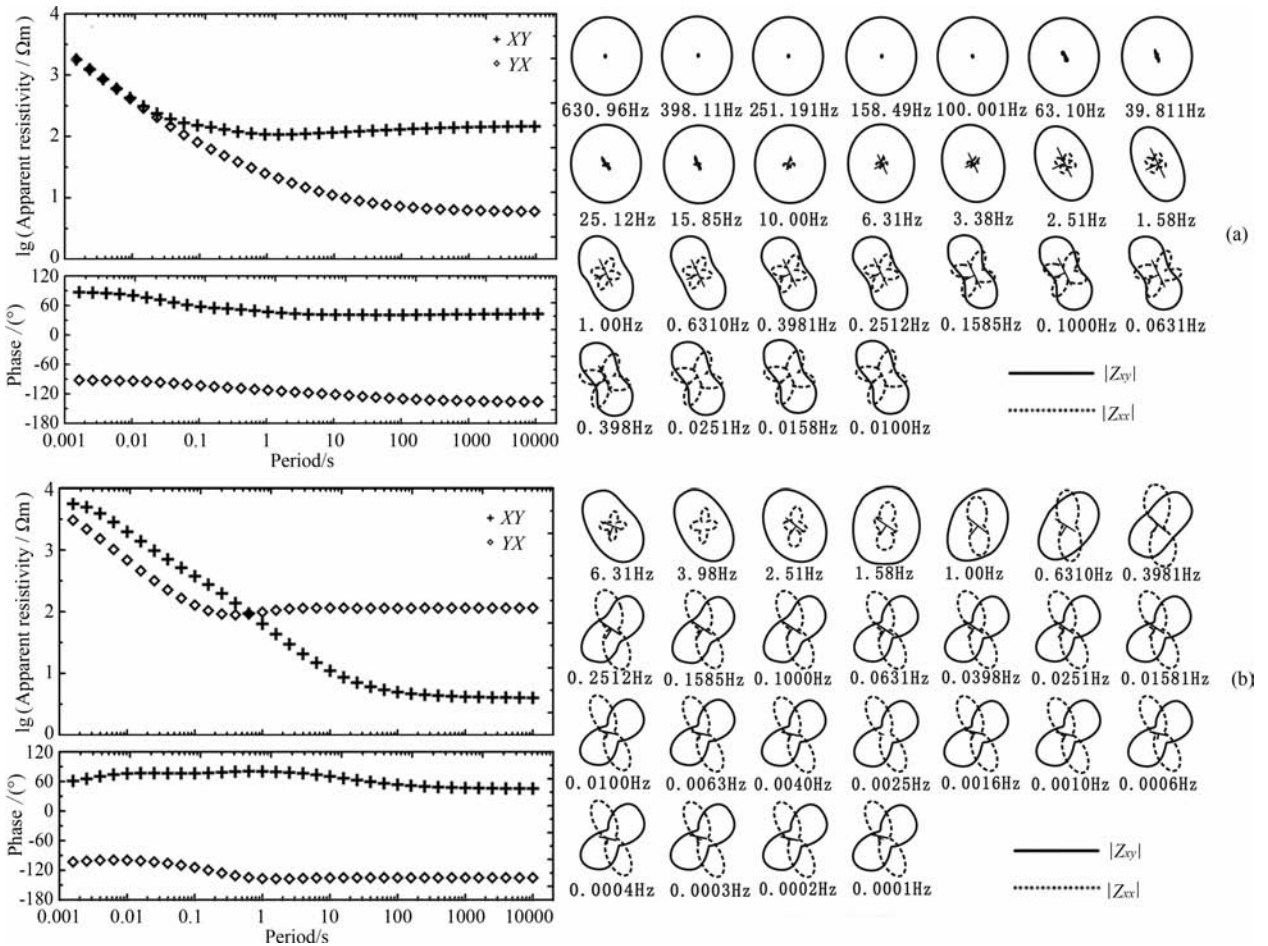 lg(Apparent resistivity / Ωm)
4
3
2
1
0
+ XY
◇ YX
Phase /(°)
120
60
0
-60
-120
-180
0.001 0.01 0.1 1 10 100 1000 10000
Period/s
630.96Hz 398.11Hz 251.191Hz 158.49Hz 100.001Hz 63.10Hz 39.811Hz
25.12Hz 15.85Hz 10.00Hz 6.31Hz 3.38Hz 2.51Hz 1.58Hz
1.00Hz 0.6310Hz 0.3981Hz 0.2512Hz 0.1585Hz 0.1000Hz 0.0631Hz
0.398Hz 0.0251Hz 0.0158Hz 0.0100Hz
|Zxy|
|Zxx|
(a)
lg(Apparent resistivity / Ωm)
4
3
2
1
0
+ XY
◇ YX
Phase /(°)
120
60
0
-60
-120
-180
0.001 0.01 0.1 1 10 100 1000 10000
Period/s
6.31Hz 3.98Hz 2.51Hz 1.58Hz 1.00Hz 0.6310Hz 0.3981Hz
0.2512Hz 0.1585Hz 0.1000Hz 0.0631Hz 0.0398Hz 0.0251Hz 0.01581Hz
0.0100Hz 0.0063Hz 0.0040Hz 0.0025Hz 0.0016Hz 0.0010Hz 0.0006Hz
0.0004Hz 0.0003Hz 0.0002Hz 0.0001Hz
|Zxy|
|Zxx|
(b)